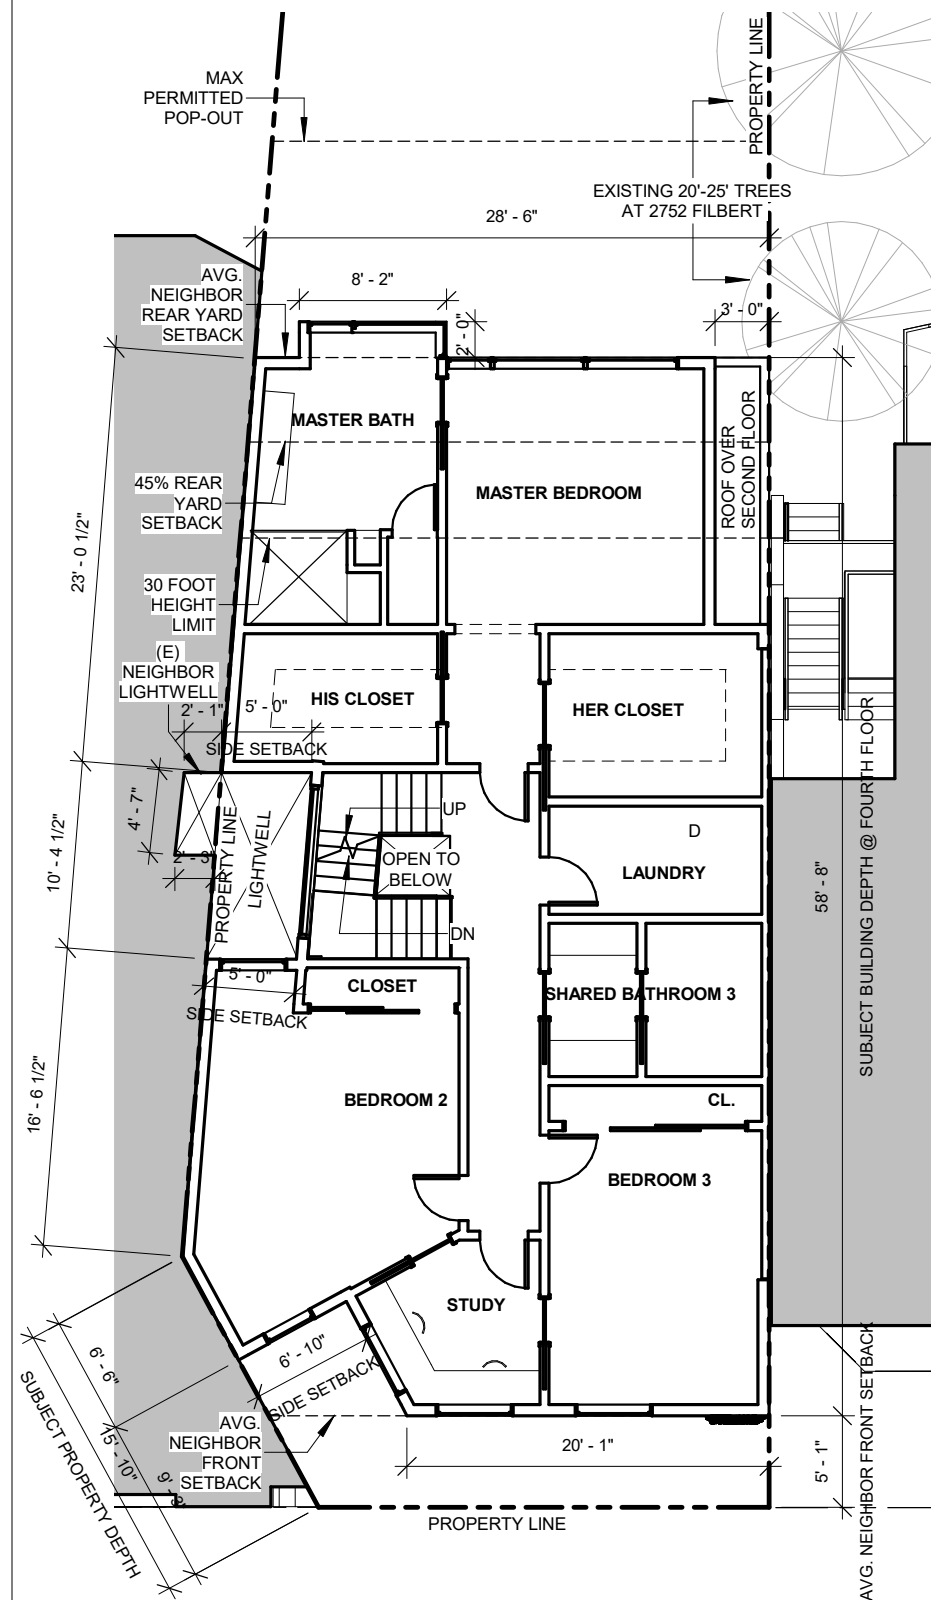 MAX
PERMITTED
POP-OUT
PROPERTY LINE
EXISTING 20'-25' TREES
AT 2752 FILBERT
28' - 6"
AVG.
NEIGHBOR
REAR YARD
SETBACK
8' - 2"
2' - 0"
3' - 0"
MASTER BATH
MASTER BEDROOM
ROOF OVER
SECOND FLOOR
45% REAR
YARD
SETBACK
23' - 0 1/2"
30 FOOT
HEIGHT
LIMIT
(E)
NEIGHBOR
LIGHTWELL
2' - 1"
5' - 0"
SIDE SETBACK
HIS CLOSET
HER CLOSET
4' - 7"
2' - 3"
PROPERTY LINE
LIGHTWELL
UP
OPEN TO
BELOW
DN
D
LAUNDRY
10' - 4 1/2"
58' - 8"
SUBJECT BUILDING DEPTH @ FOURTH FLOOR
5' - 0"
SIDE SETBACK
CLOSET
SHARED BATHROOM 3
BEDROOM 2
CL.
16' - 6 1/2"
BEDROOM 3
STUDY
6' - 10"
SIDE SETBACK
6' - 6"
SUBJECT PROPERTY DEPTH
15' - 10"
AVG.
NEIGHBOR
FRONT
SETBACK
20' - 1"
5' - 1"
AVG. NEIGHBOR FRONT SETBACK
PROPERTY LINE